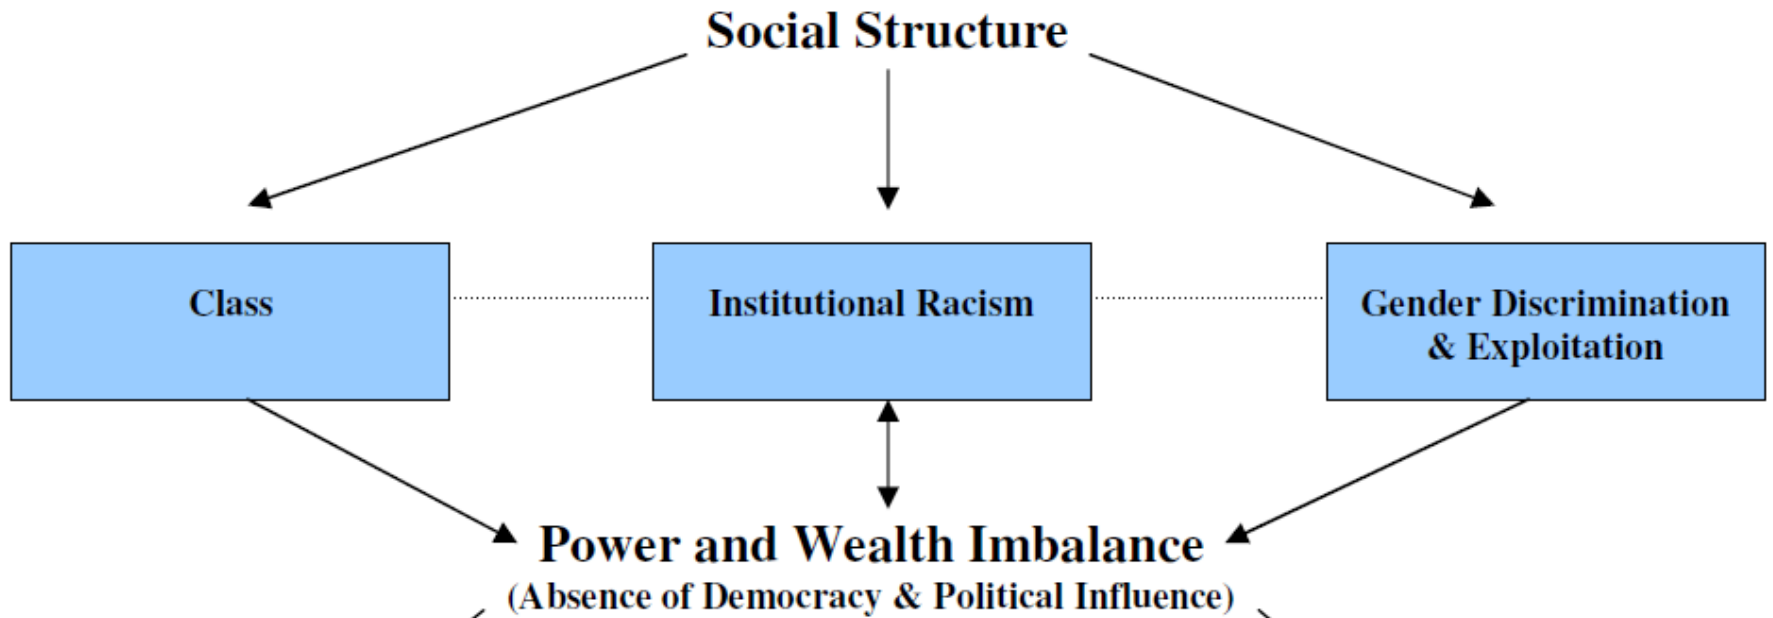 Social Structure
Class
Institutional Racism
Gender Discrimination
& Exploitation
Power and Wealth Imbalance
(Absence of Democracy & Political Influence)